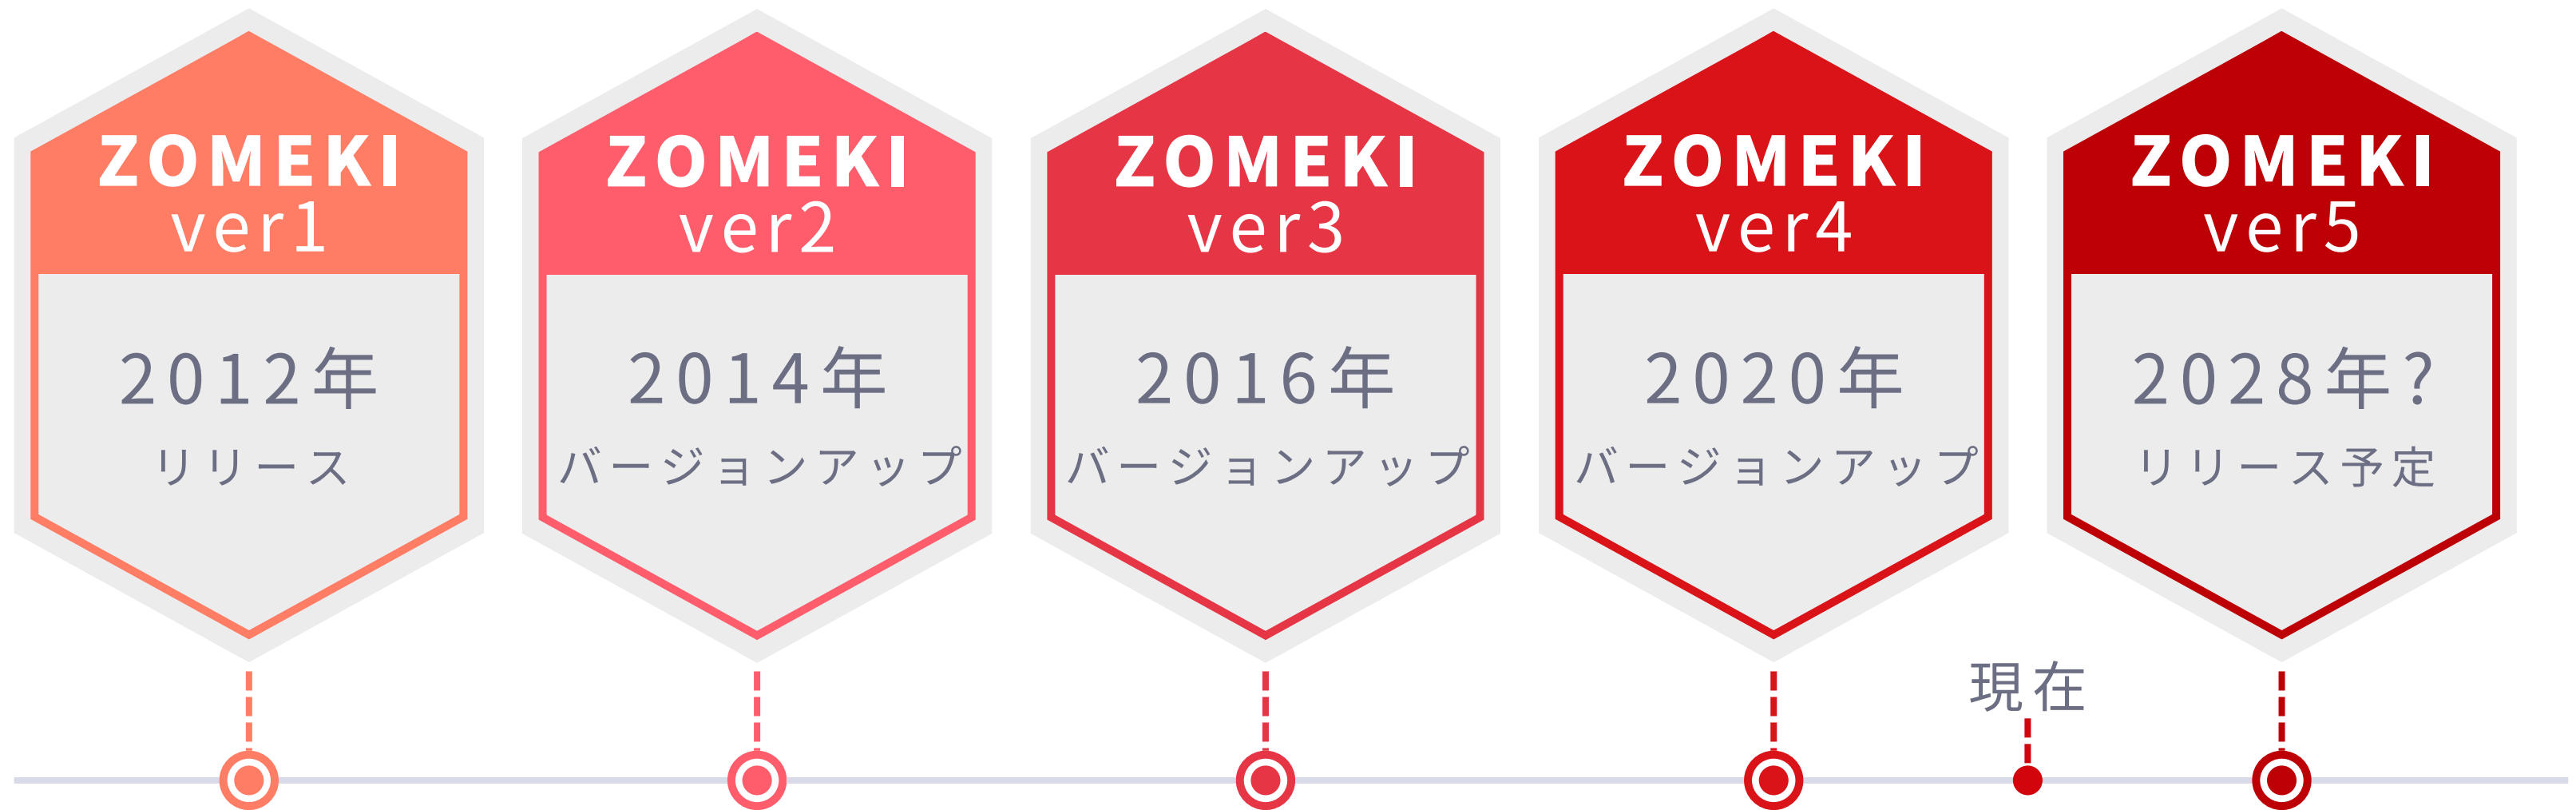 ZOMEKI
ver1
2012年
リリース
ZOMEKI
ver2
2014年
バージョンアップ
ZOMEKI
ver3
2016年
バージョンアップ
ZOMEKI
ver4
2020年
バージョンアップ
現在
ZOMEKI
ver5
2028年?
リリース予定